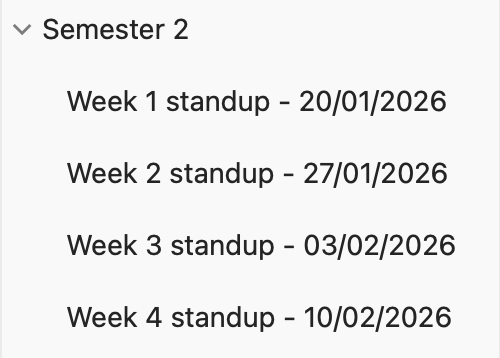 Semester 2
Week 1 standup - 20/01/2026
Week 2 standup - 27/01/2026
Week 3 standup - 03/02/2026
Week 4 standup - 10/02/2026